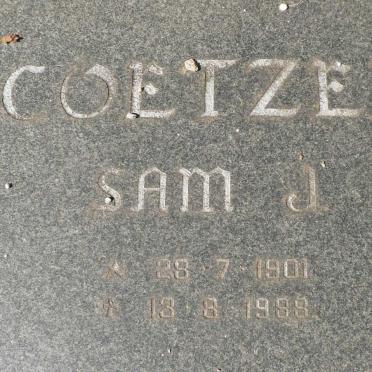 COETZE
SAM J
★ 28·7·1901
✝ 13·8·1988